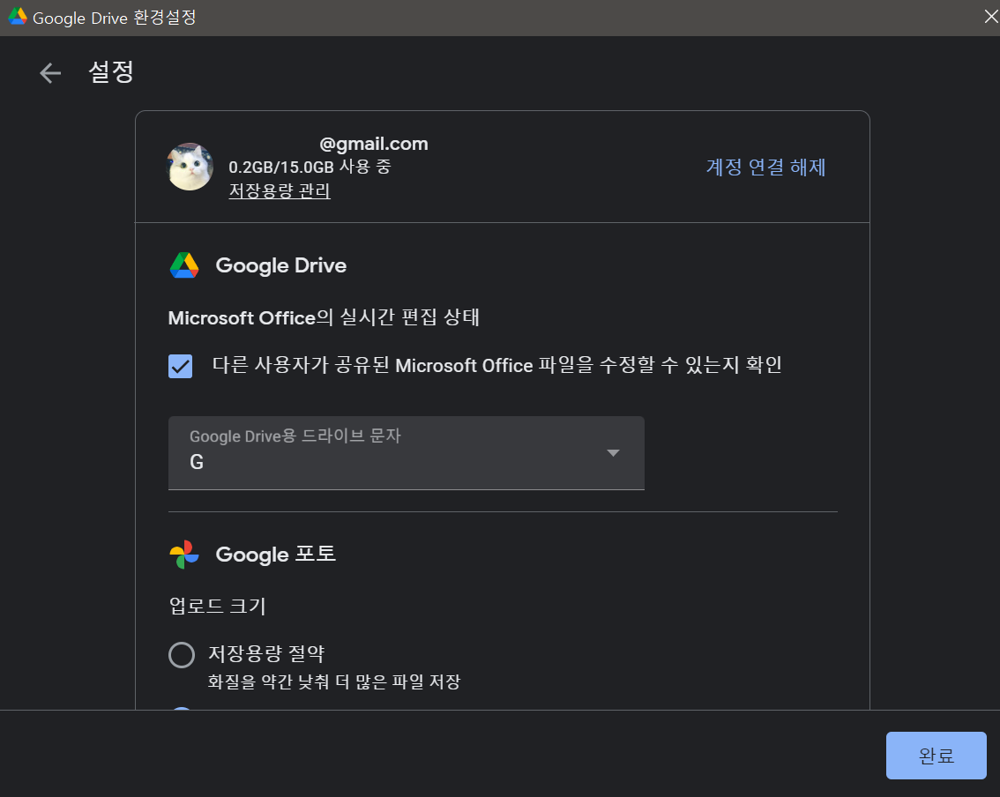 Google Drive 환경설정
설정
@gmail.com
0.2GB/15.0GB 사용 중
저장용량 관리
계정 연결 해제
Google Drive
Microsoft Office의 실시간 편집 상태
다른 사용자가 공유된 Microsoft Office 파일을 수정할 수 있는지 확인
Google Drive용 드라이브 문자
G
Google 포토
업로드 크기
저장용량 절약
화질을 약간 낮춰 더 많은 파일 저장
완료